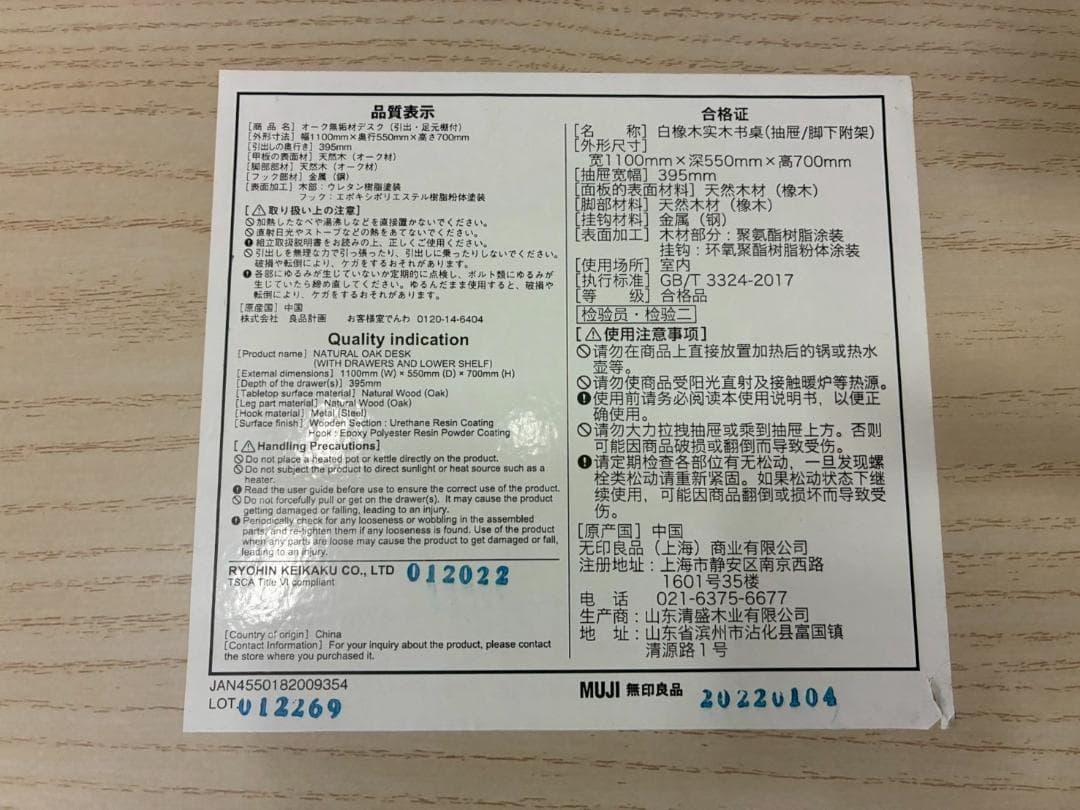 品質表示
[商 品 名] オーク無垢材デスク(引出・足元棚付)
[外形寸法] 幅1100mm×奥行550mm×高さ700mm
[引出しの奥行き] 395mm
[甲板の表面材] 天然木(オーク材)
[脚部部材] 天然木(オーク材)
[フック部材] 金属(鋼)
[表面加工] 木部:ウレタン樹脂塗装
フック:エポキシポリエステル樹脂粉体塗装
[⚠取り扱い上の注意]
加熱したなべや湯沸しなどを直接置かないでください。
直射日光やストーブなどの熱をあてないでください。
組立取扱説明書をお読みの上、正しくご使用ください。
引出しを無理な力で引っ張ったり、引出しに乗ったりしないでください。
破損や転倒により、ケガをするおそれがあります。
各部にゆるみが生じていないか定期的に点検し、ボルト類にゆるみが
生じていたら締め直してください。ゆるんだまま使用すると、破損や
転倒により、ケガをするおそれがあります。
[原産国] 中国
株式会社 良品計画 お客様室でんわ 0120-14-6404
Quality indication
[Product name] NATURAL OAK DESK
(WITH DRAWERS AND LOWER SHELF)
[External dimensions] 1100mm (W) × 550mm (D) × 700mm (H)
[Depth of the drawer(s)] 395mm
[Tabletop surface material] Natural Wood (Oak)
[Leg part material] Natural Wood (Oak)
[Hook material] Metal (Steel)
[Surface finish] Wooden Section : Urethane Resin Coating
Hook : Epoxy Polyester Resin Powder Coating
[⚠Handling Precautions]
Do not place a heated pot or kettle directly on the product.
Do not subject the product to direct sunlight or heat source such as a
heater.
Read the user guide before use to ensure the correct use of the product.
Do not forcefully pull or get on the drawer(s). It may cause the product
getting damaged or falling, leading to an injury.
Periodically check for any looseness or wobbling in the assembled
parts and re-tighten them if any looseness is found. Use of the product
when any parts are loose may cause the product to get damaged or fall,
leading to an injury.
RYOHIN KEIKAKU CO., LTD 012022
TSCA Title VI compliant
[Country of origin] China
[Contact Information] For your inquiry about the product, please contact
the store where you purchased it.
合格证
[名 称] 白橡木实木书桌(抽屉/脚下附架)
[外形尺寸]
宽1100mm×深550mm×高700mm
[抽屉宽幅] 395mm
[面板的表面材料] 天然木材(橡木)
[脚部材料] 天然木材(橡木)
[挂钩材料] 金属(钢)
[表面加工] 木材部分:聚氨酯树脂涂装
挂钩:环氧聚酯树脂粉体涂装
[使用场所] 室内
[执行标准] GB/T 3324-2017
[等 级] 合格品
[检验员·检验二]
[⚠使用注意事项]
请勿在商品上直接放置加热后的锅或热水
壶等。
请勿使商品受阳光直射及接触暖炉等热源。
使用前请务必阅读本使用说明书,以便正
确使用。
请勿大力拉拽抽屉或乘到抽屉上方。否则
可能因商品破损或翻倒而导致受伤。
请定期检查各部位有无松动,一旦发现螺
栓类松动请重新紧固。如果松动状态下继
续使用,可能因商品翻倒或损坏而导致受
伤。
[原产国] 中国
无印良品(上海)商业有限公司
注册地址:上海市静安区南京西路
1601号35楼
电 话 021-6375-6677
生产商:山东清盛木业有限公司
地 址:山东省滨州市沾化县富国镇
清源路1号
JAN4550182009354
LOT.012269
MUJI 無印良品 20220104